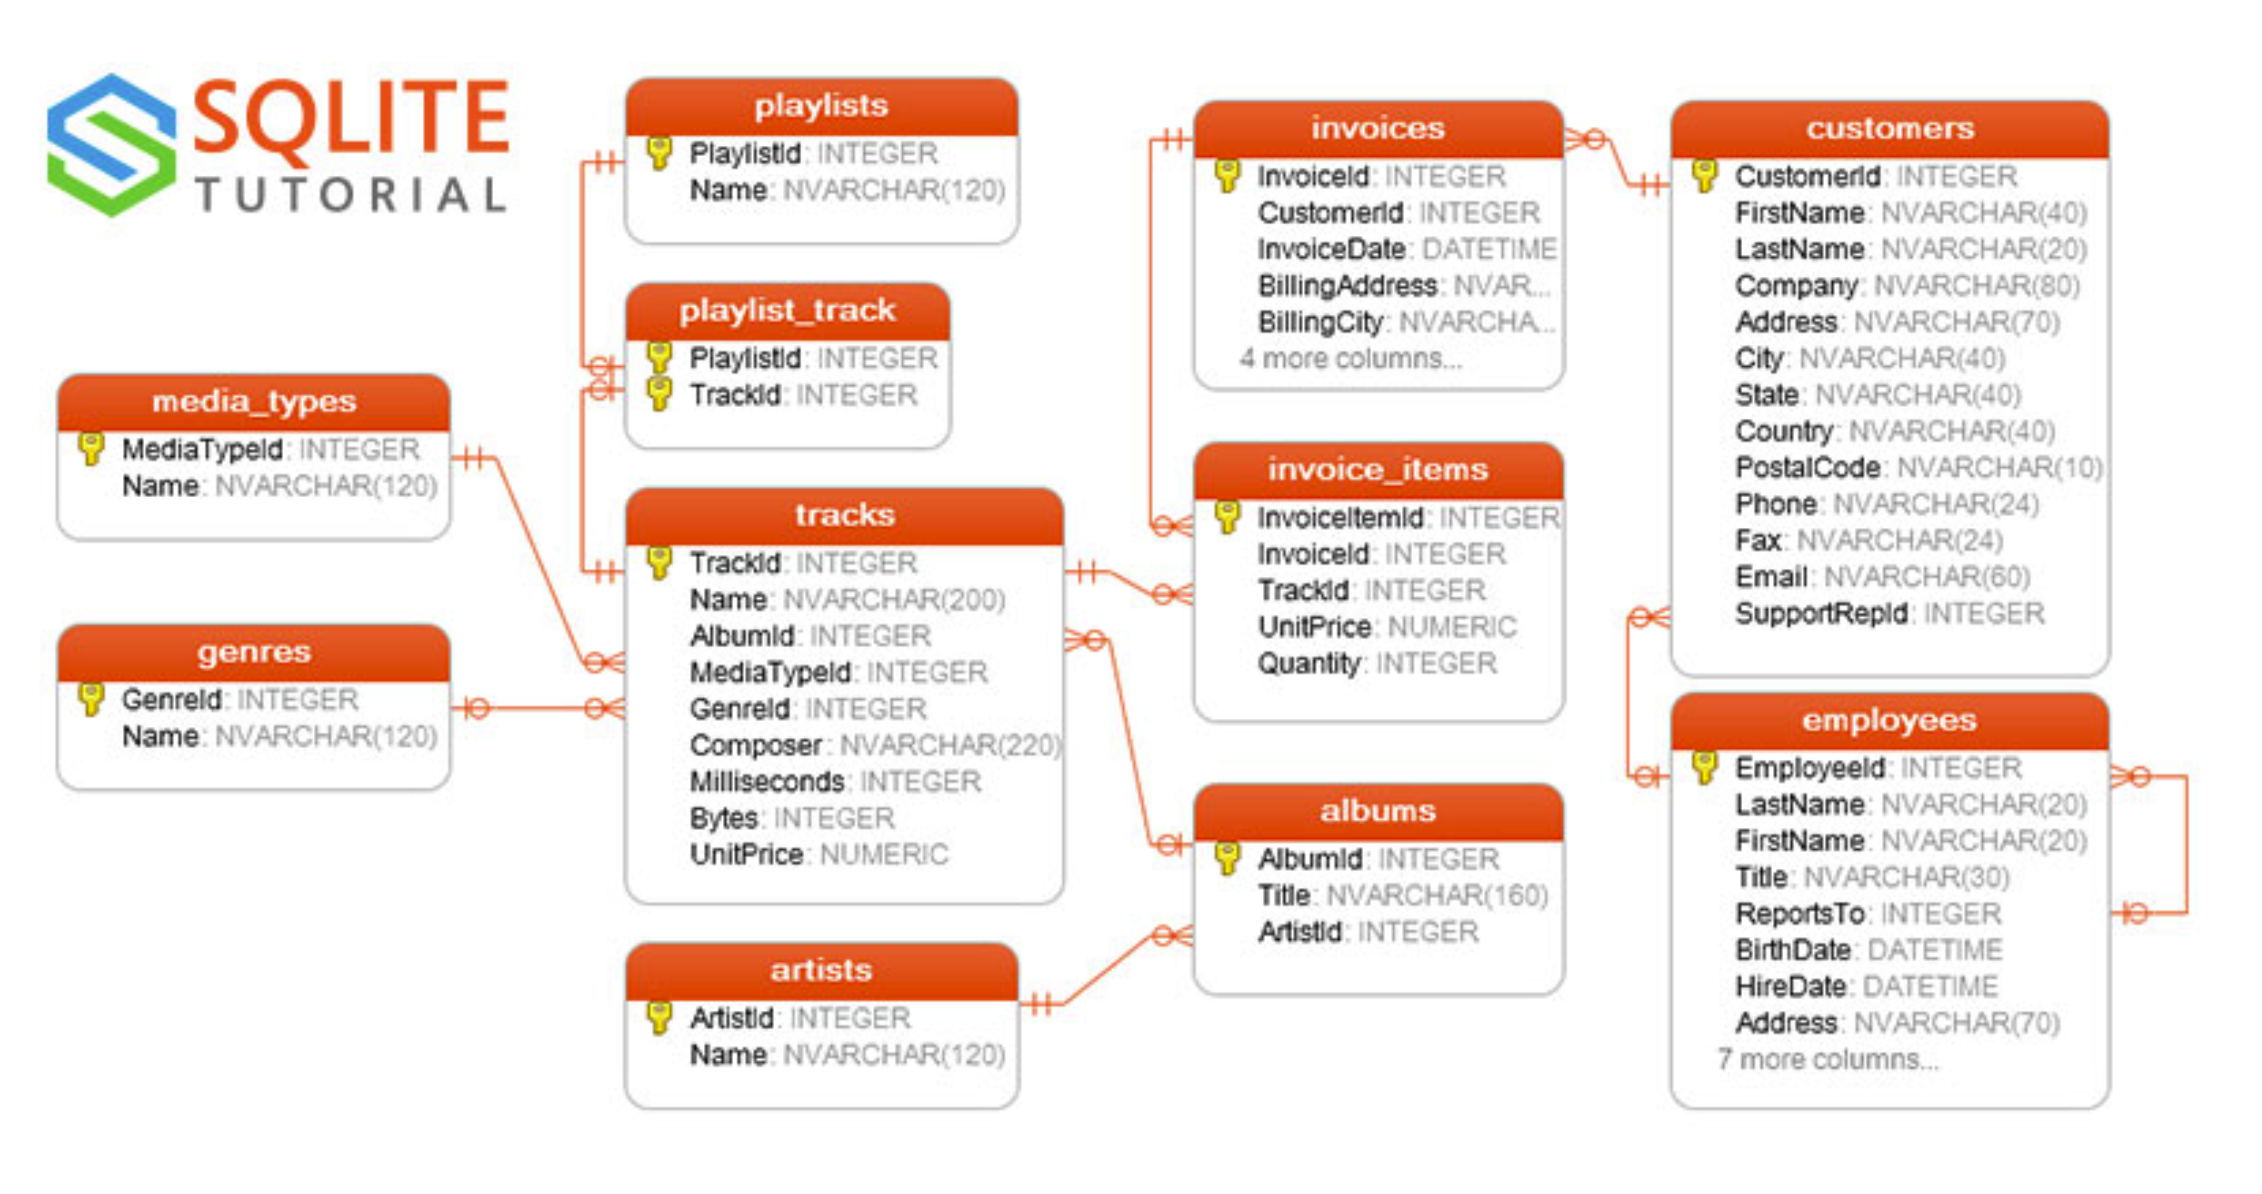 SQLITE
TUTORIAL
playlists
PlaylistId: INTEGER
Name: NVARCHAR(120)
playlist_track
PlaylistId: INTEGER
TrackId: INTEGER
media_types
MediaTypeId: INTEGER
Name: NVARCHAR(120)
genres
GenreId: INTEGER
Name: NVARCHAR(120)
tracks
TrackId: INTEGER
Name: NVARCHAR(200)
AlbumId: INTEGER
MediaTypeId: INTEGER
GenreId: INTEGER
Composer: NVARCHAR(220)
Milliseconds: INTEGER
Bytes: INTEGER
UnitPrice: NUMERIC
artists
ArtistId: INTEGER
Name: NVARCHAR(120)
invoices
InvoiceId: INTEGER
CustomerId: INTEGER
InvoiceDate: DATETIME
BillingAddress: NVAR...
BillingCity: NVARCHA...
4 more columns...
invoice_items
InvoiceItemId: INTEGER
InvoiceId: INTEGER
TrackId: INTEGER
UnitPrice: NUMERIC
Quantity: INTEGER
albums
AlbumId: INTEGER
Title: NVARCHAR(160)
ArtistId: INTEGER
customers
CustomerId: INTEGER
FirstName: NVARCHAR(40)
LastName: NVARCHAR(20)
Company: NVARCHAR(80)
Address: NVARCHAR(70)
City: NVARCHAR(40)
State: NVARCHAR(40)
Country: NVARCHAR(40)
PostalCode: NVARCHAR(10)
Phone: NVARCHAR(24)
Fax: NVARCHAR(24)
Email: NVARCHAR(60)
SupportRepId: INTEGER
employees
EmployeeId: INTEGER
LastName: NVARCHAR(20)
FirstName: NVARCHAR(20)
Title: NVARCHAR(30)
ReportsTo: INTEGER
BirthDate: DATETIME
HireDate: DATETIME
Address: NVARCHAR(70)
7 more columns...